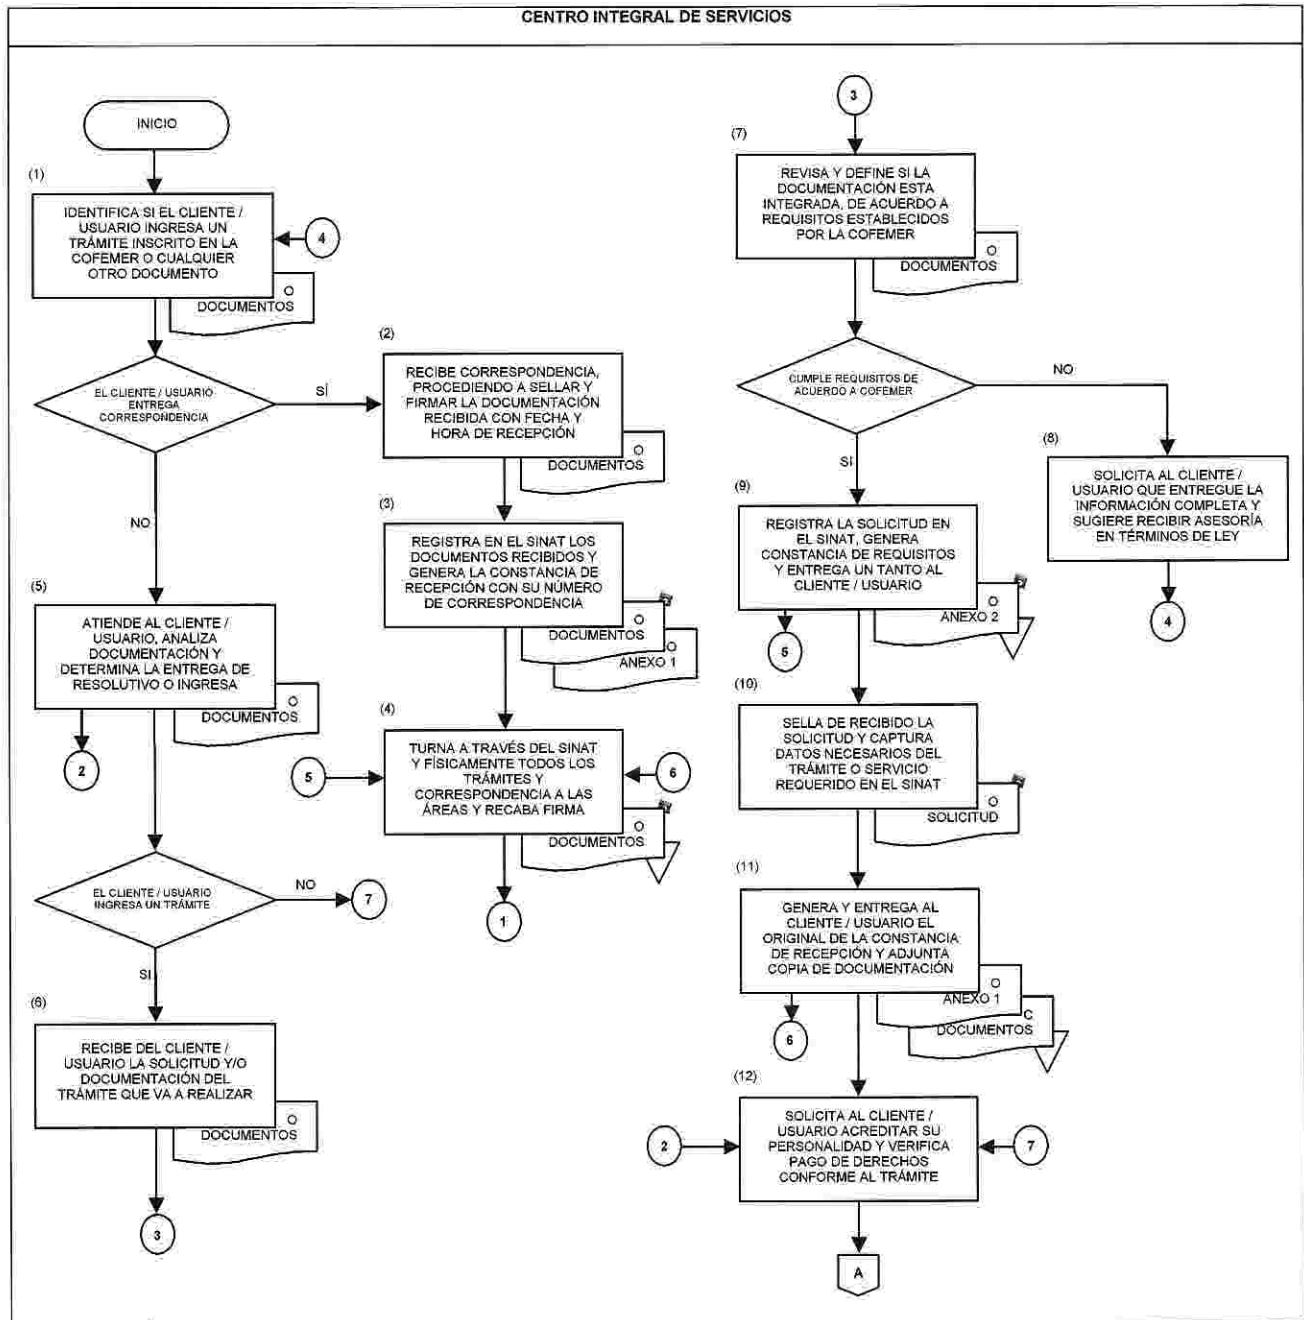 CENTRO INTEGRAL DE SERVICIOS
INICIO
(1)
IDENTIFICA SI EL CLIENTE /
USUARIO INGRESA UN
TRÁMITE INSCRITO EN LA
COFEMER O CUALQUIER
OTRO DOCUMENTO
4
O
DOCUMENTOS
EL CLIENTE / USUARIO
ENTREGA
CORRESPONDENCIA
SÍ
NO
(2)
RECIBE CORRESPONDENCIA,
PROCEDIENDO A SELLAR Y
FIRMAR LA DOCUMENTACIÓN
RECIBIDA CON FECHA Y
HORA DE RECEPCIÓN
O
DOCUMENTOS
(3)
REGISTRA EN EL SINAT LOS
DOCUMENTOS RECIBIDOS Y
GENERA LA CONSTANCIA DE
RECEPCIÓN CON SU NÚMERO
DE CORRESPONDENCIA
O
DOCUMENTOS
O
ANEXO 1
(4)
TURNA A TRAVÉS DEL SINAT
Y FÍSICAMENTE TODOS LOS
TRÁMITES Y
CORRESPONDENCIA A LAS
ÁREAS Y RECABA FIRMA
5
6
O
DOCUMENTOS
1
(5)
ATIENDE AL CLIENTE /
USUARIO, ANALIZA
DOCUMENTACIÓN Y
DETERMINA LA ENTREGA DE
RESOLUTIVO O INGRESA
O
DOCUMENTOS
2
EL CLIENTE / USUARIO
INGRESA UN TRÁMITE
NO
7
SI
(6)
RECIBE DEL CLIENTE /
USUARIO LA SOLICITUD Y/O
DOCUMENTACIÓN DEL
TRÁMITE QUE VA A REALIZAR
O
DOCUMENTOS
3
3
(7)
REVISA Y DEFINE SI LA
DOCUMENTACIÓN ESTA
INTEGRADA, DE ACUERDO A
REQUISITOS ESTABLECIDOS
POR LA COFEMER
O
DOCUMENTOS
CUMPLE REQUISITOS DE
ACUERDO A COFEMER
NO
SÍ
(8)
SOLICITA AL CLIENTE /
USUARIO QUE ENTREGUE LA
INFORMACIÓN COMPLETA Y
SUGIERE RECIBIR ASESORÍA
EN TÉRMINOS DE LEY
4
(9)
REGISTRA LA SOLICITUD EN
EL SINAT, GENERA
CONSTANCIA DE REQUISITOS
Y ENTREGA UN TANTO AL
CLIENTE / USUARIO
O
ANEXO 2
5
(10)
SELLA DE RECIBIDO LA
SOLICITUD Y CAPTURA
DATOS NECESARIOS DEL
TRÁMITE O SERVICIO
REQUERIDO EN EL SINAT
O
SOLICITUD
(11)
GENERA Y ENTREGA AL
CLIENTE / USUARIO EL
ORIGINAL DE LA CONSTANCIA
DE RECEPCIÓN Y ADJUNTA
COPIA DE DOCUMENTACIÓN
O
ANEXO 1
C
DOCUMENTOS
6
(12)
SOLICITA AL CLIENTE /
USUARIO ACREDITAR SU
PERSONALIDAD Y VERIFICA
PAGO DE DERECHOS
CONFORME AL TRÁMITE
2
7
A